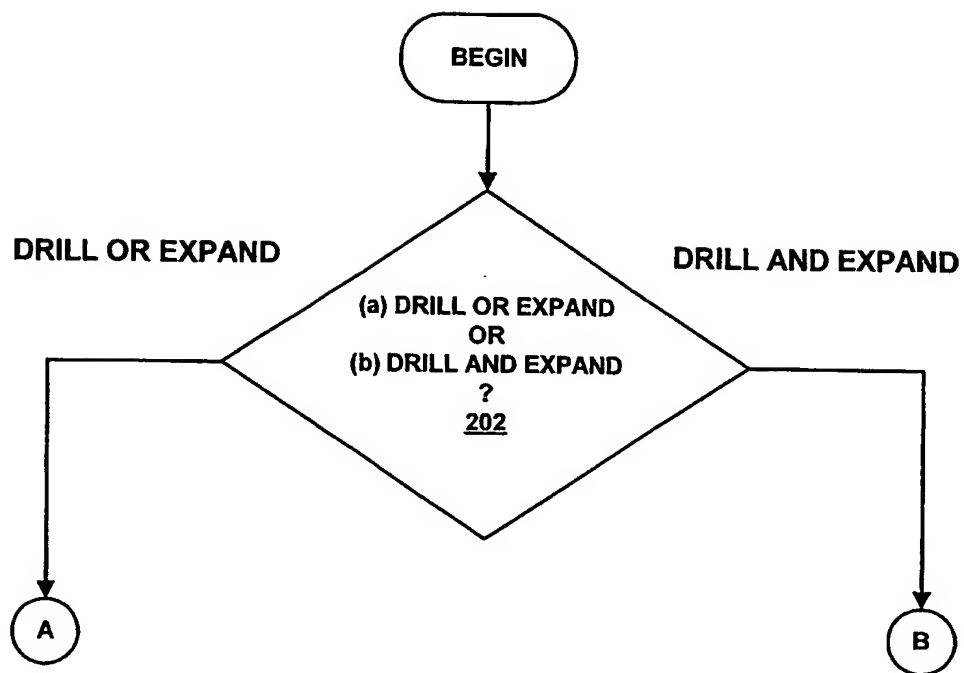 BEGIN
DRILL OR EXPAND
DRILL AND EXPAND
(a) DRILL OR EXPAND
OR
(b) DRILL AND EXPAND
?
202
A
B